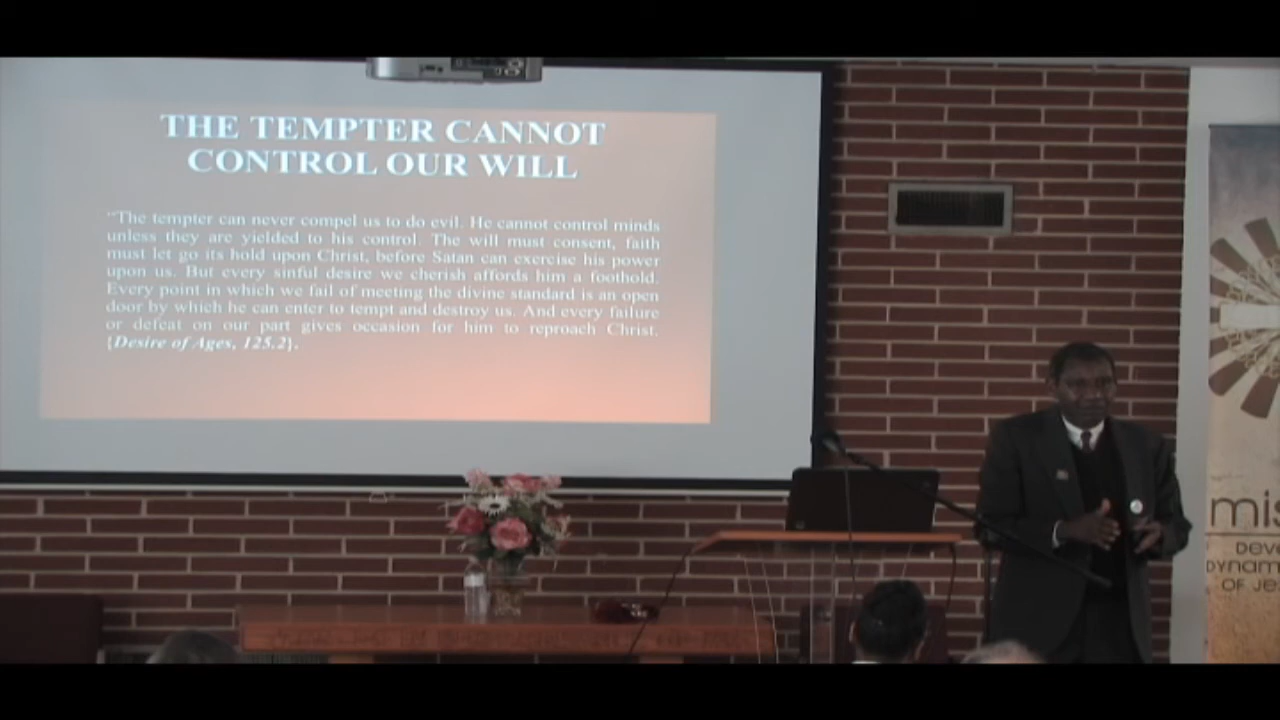 THE TEMPTER CANNOT
CONTROL OUR WILL
"The tempter can never compel us to do evil. He cannot control minds
unless they are yielded to his control. The will must consent, faith
must let go its hold upon Christ, before Satan can exercise his power
upon us. But every sinful desire we cherish affords him a foothold.
Every point in which we fail of meeting the divine standard is an open
door by which he can enter to tempt and destroy us. And every failure
or defeat on our part gives occasion for him to reproach Christ.
{Desire of Ages, 125.2}.
mis
DEV
DYNAM
OF JE